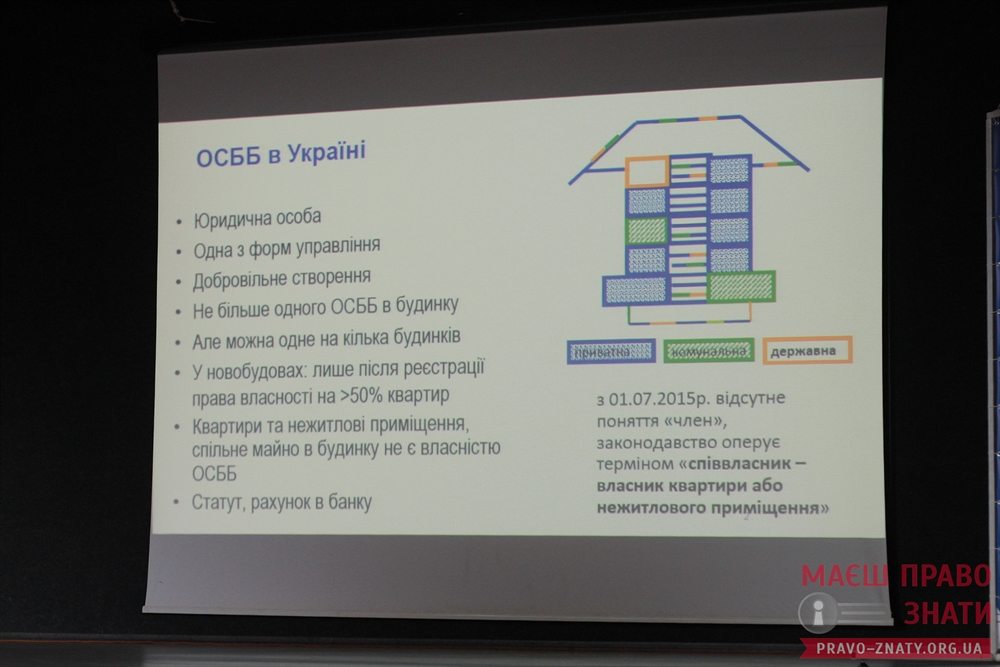 ОСББ в Україні
• Юридична особа
• Одна з форм управління
• Добровільне створення
• Не більше одного ОСББ в будинку
• Але можна одне на кілька будинків
• У новобудовах: лише після реєстрації
права власності на >50% квартир
• Квартири та нежитлові приміщення,
спільне майно в будинку не є власністю
ОСББ
• Статут, рахунок в банку
приватна комунальна державна
з 01.07.2015р. відсутнє
поняття «член»,
законодавство оперує
терміном «співвласник –
власник квартири або
нежитлового приміщення»
МАЄШ ПРАВО
ЗНАТИ
PRAVO-ZNATY.ORG.UA